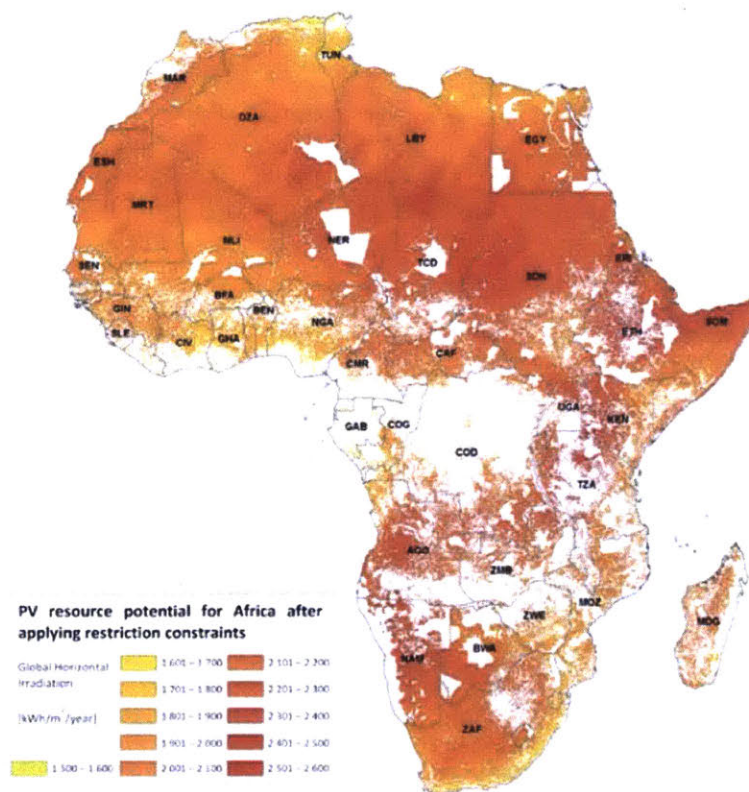 TUN
MAR
DZA
LBY
EGY
ESH
MRT
MLI
NER
TCD
SDN
ERI
SEN
BFA
GIN
BEN
NGA
ETH
SOM
SLE
CIV
GHA
CMR
CAF
UGA
KEN
GAB
COG
COD
TZA
AGO
ZMB
MOZ
ZWE
MDG
NAM
BWA
ZAF
PV resource potential for Africa after
applying restriction constraints
Global Horizontal
Irradiation
[kWh/m²/year]
1 601 – 1 700
2 101 – 2 200
1 701 – 1 800
2 201 – 2 300
1 801 – 1 900
2 301 – 2 400
1 901 – 2 000
2 401 – 2 500
1 500 – 1 600
2 001 – 2 100
2 501 – 2 600